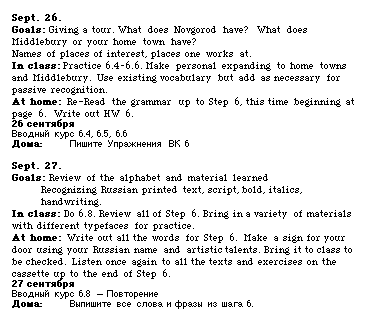 Sept. 26.
Goals: Giving a tour. What does Novgorod have? What does
Middlebury or your home town have?
Names of places of interest, places one works at.
In class: Practice 6.4-6.6. Make personal expanding to home towns
and Middlebury. Use existing vocabulary but add as necessary for
passive recognition.
At home: Re-Read the grammar up to Step 6, this time beginning at
page 6. Write out HW 6.
26 сентября
Вводный курс 6.4, 6.5, 6.6
Дома: Пишите Упражнения ВК 6
Sept. 27.
Goals: Review of the alphabet and material learned
Recognizing Russian printed text, script, bold, italics,
handwriting.
In class: Do 6.8. Review all of Step 6. Bring in a variety of materials
with different typefaces for practice.
At home: Write out all the words for Step 6. Make a sign for your
door using your Russian name and artistic talents. Bring it to class to
be checked. Listen once again to all the texts and exercises on the
cassette up to the end of Step 6.
27 сентября
Вводный курс 6.8 – Повторение
Дома: Выпишите все слова и фразы из шага 6.